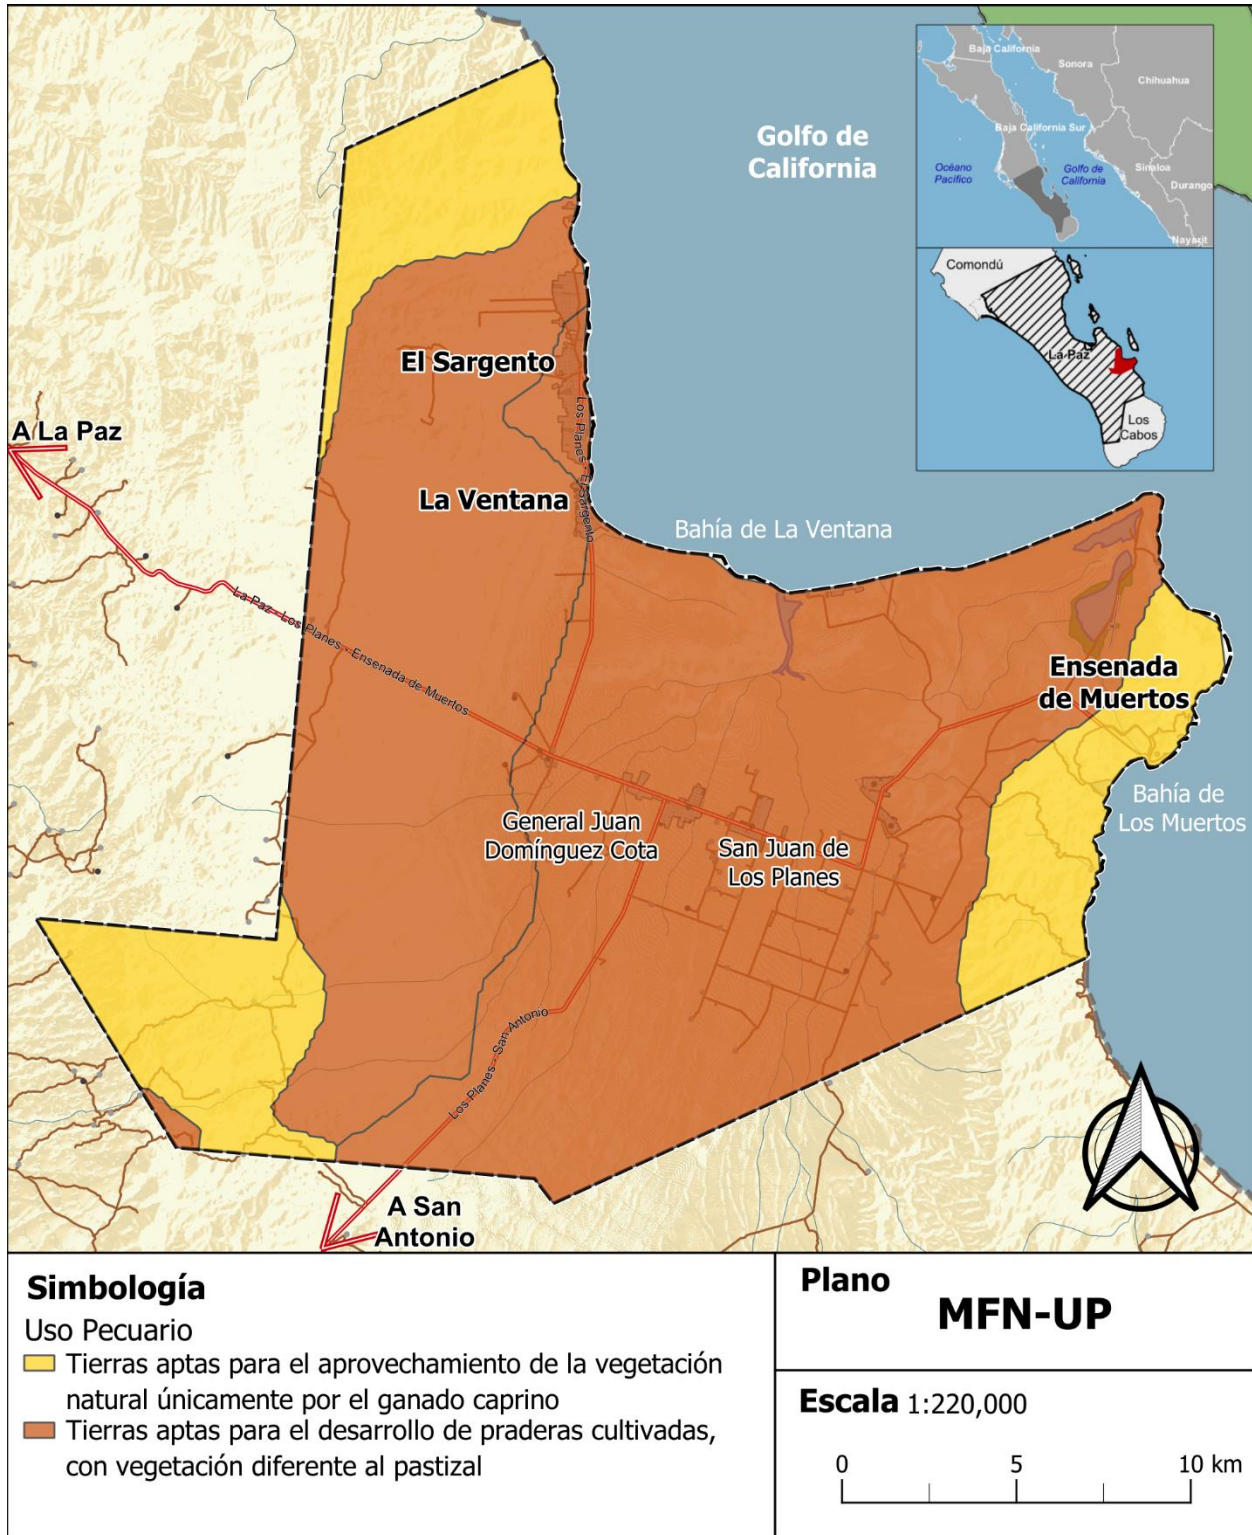 Golfo de
California
Baja California
Sonora
Chihuahua
Baja California Sur
Océano
Pacífico
Golfo de
California
Sinaloa
Durango
Nayarit
Comondú
La Paz
Los
Cabos
El Sargento
A La Paz
Los Planes - El Sargento
La Ventana
Bahía de La Ventana
La Paz - Los Planes - Ensenada de Muertos
Ensenada
de Muertos
Bahía de
Los Muertos
General Juan
Domínguez Cota
San Juan de
Los Planes
Los Planes - San Antonio
A San
Antonio
Simbología
Uso Pecuario
Tierras aptas para el aprovechamiento de la vegetación
natural únicamente por el ganado caprino
Tierras aptas para el desarrollo de praderas cultivadas,
con vegetación diferente al pastizal
Plano
MFN-UP
Escala 1:220,000
0 5 10 km